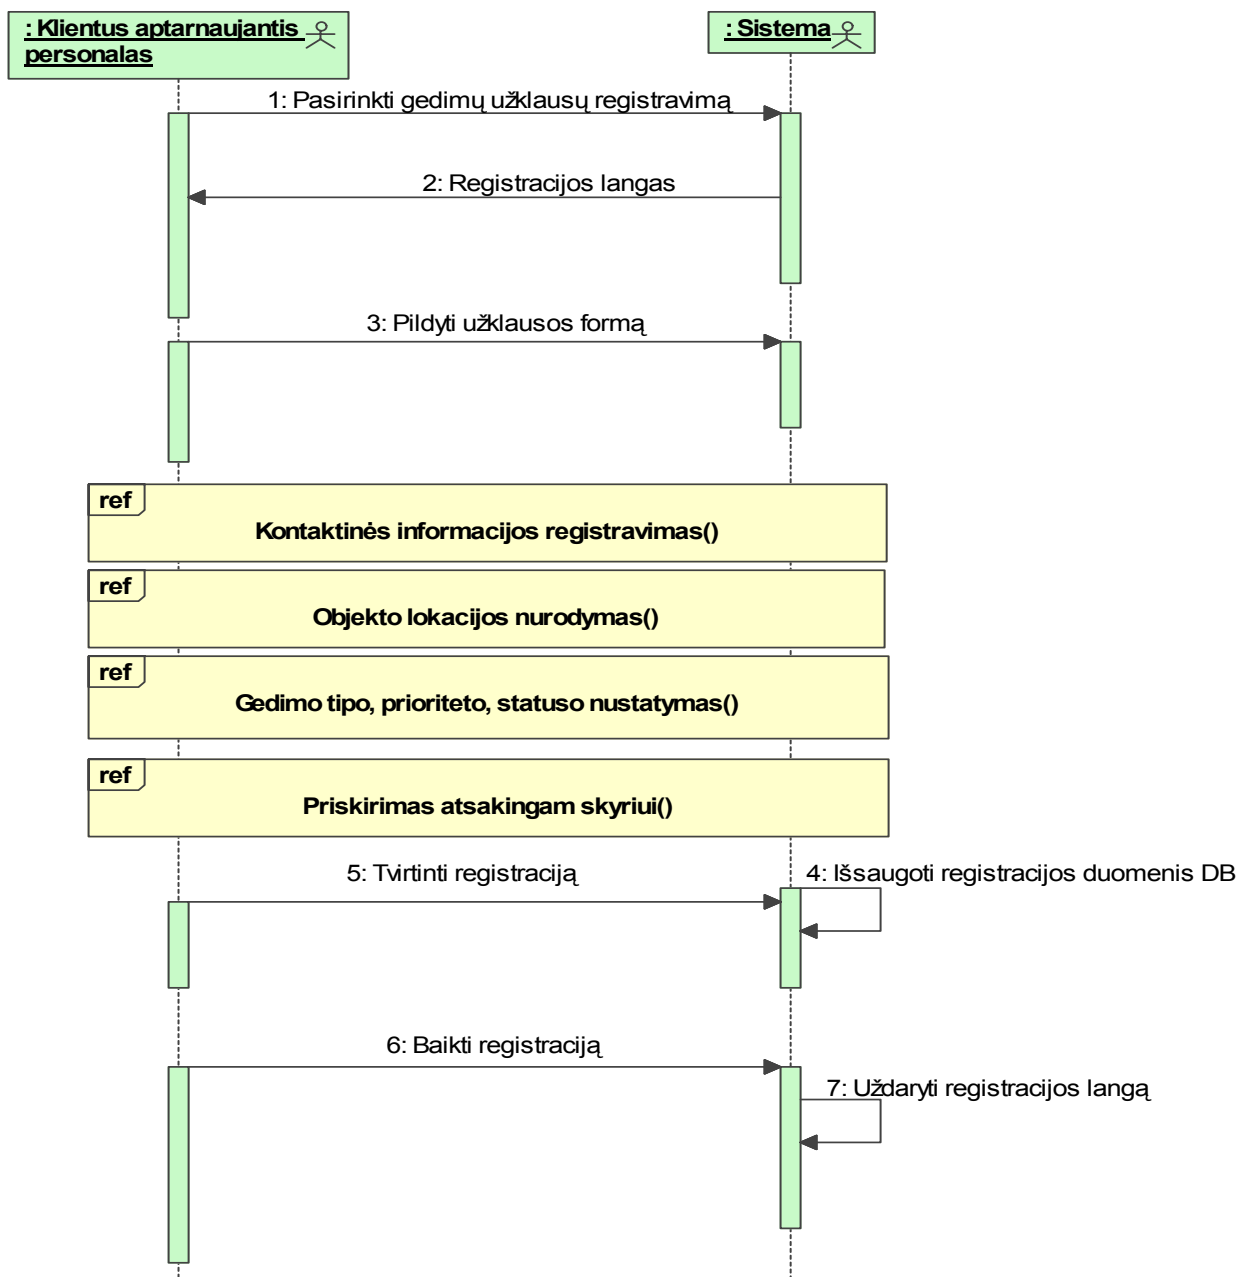 : Klientus aptarnaujantis
personalas
: Sistema
1: Pasirinkti gedimų užklausų registravimą
2: Registracijos langas
3: Pildyti užklausos formą
ref
Kontaktinės informacijos registravimas()
ref
Objekto lokacijos nurodymas()
ref
Gedimo tipo, prioriteto, statuso nustatymas()
ref
Priskirimas atsakingam skyriui()
5: Tvirtinti registraciją
4: Išsaugoti registracijos duomenis DB
6: Baikti registraciją
7: Uždaryti registracijos langą